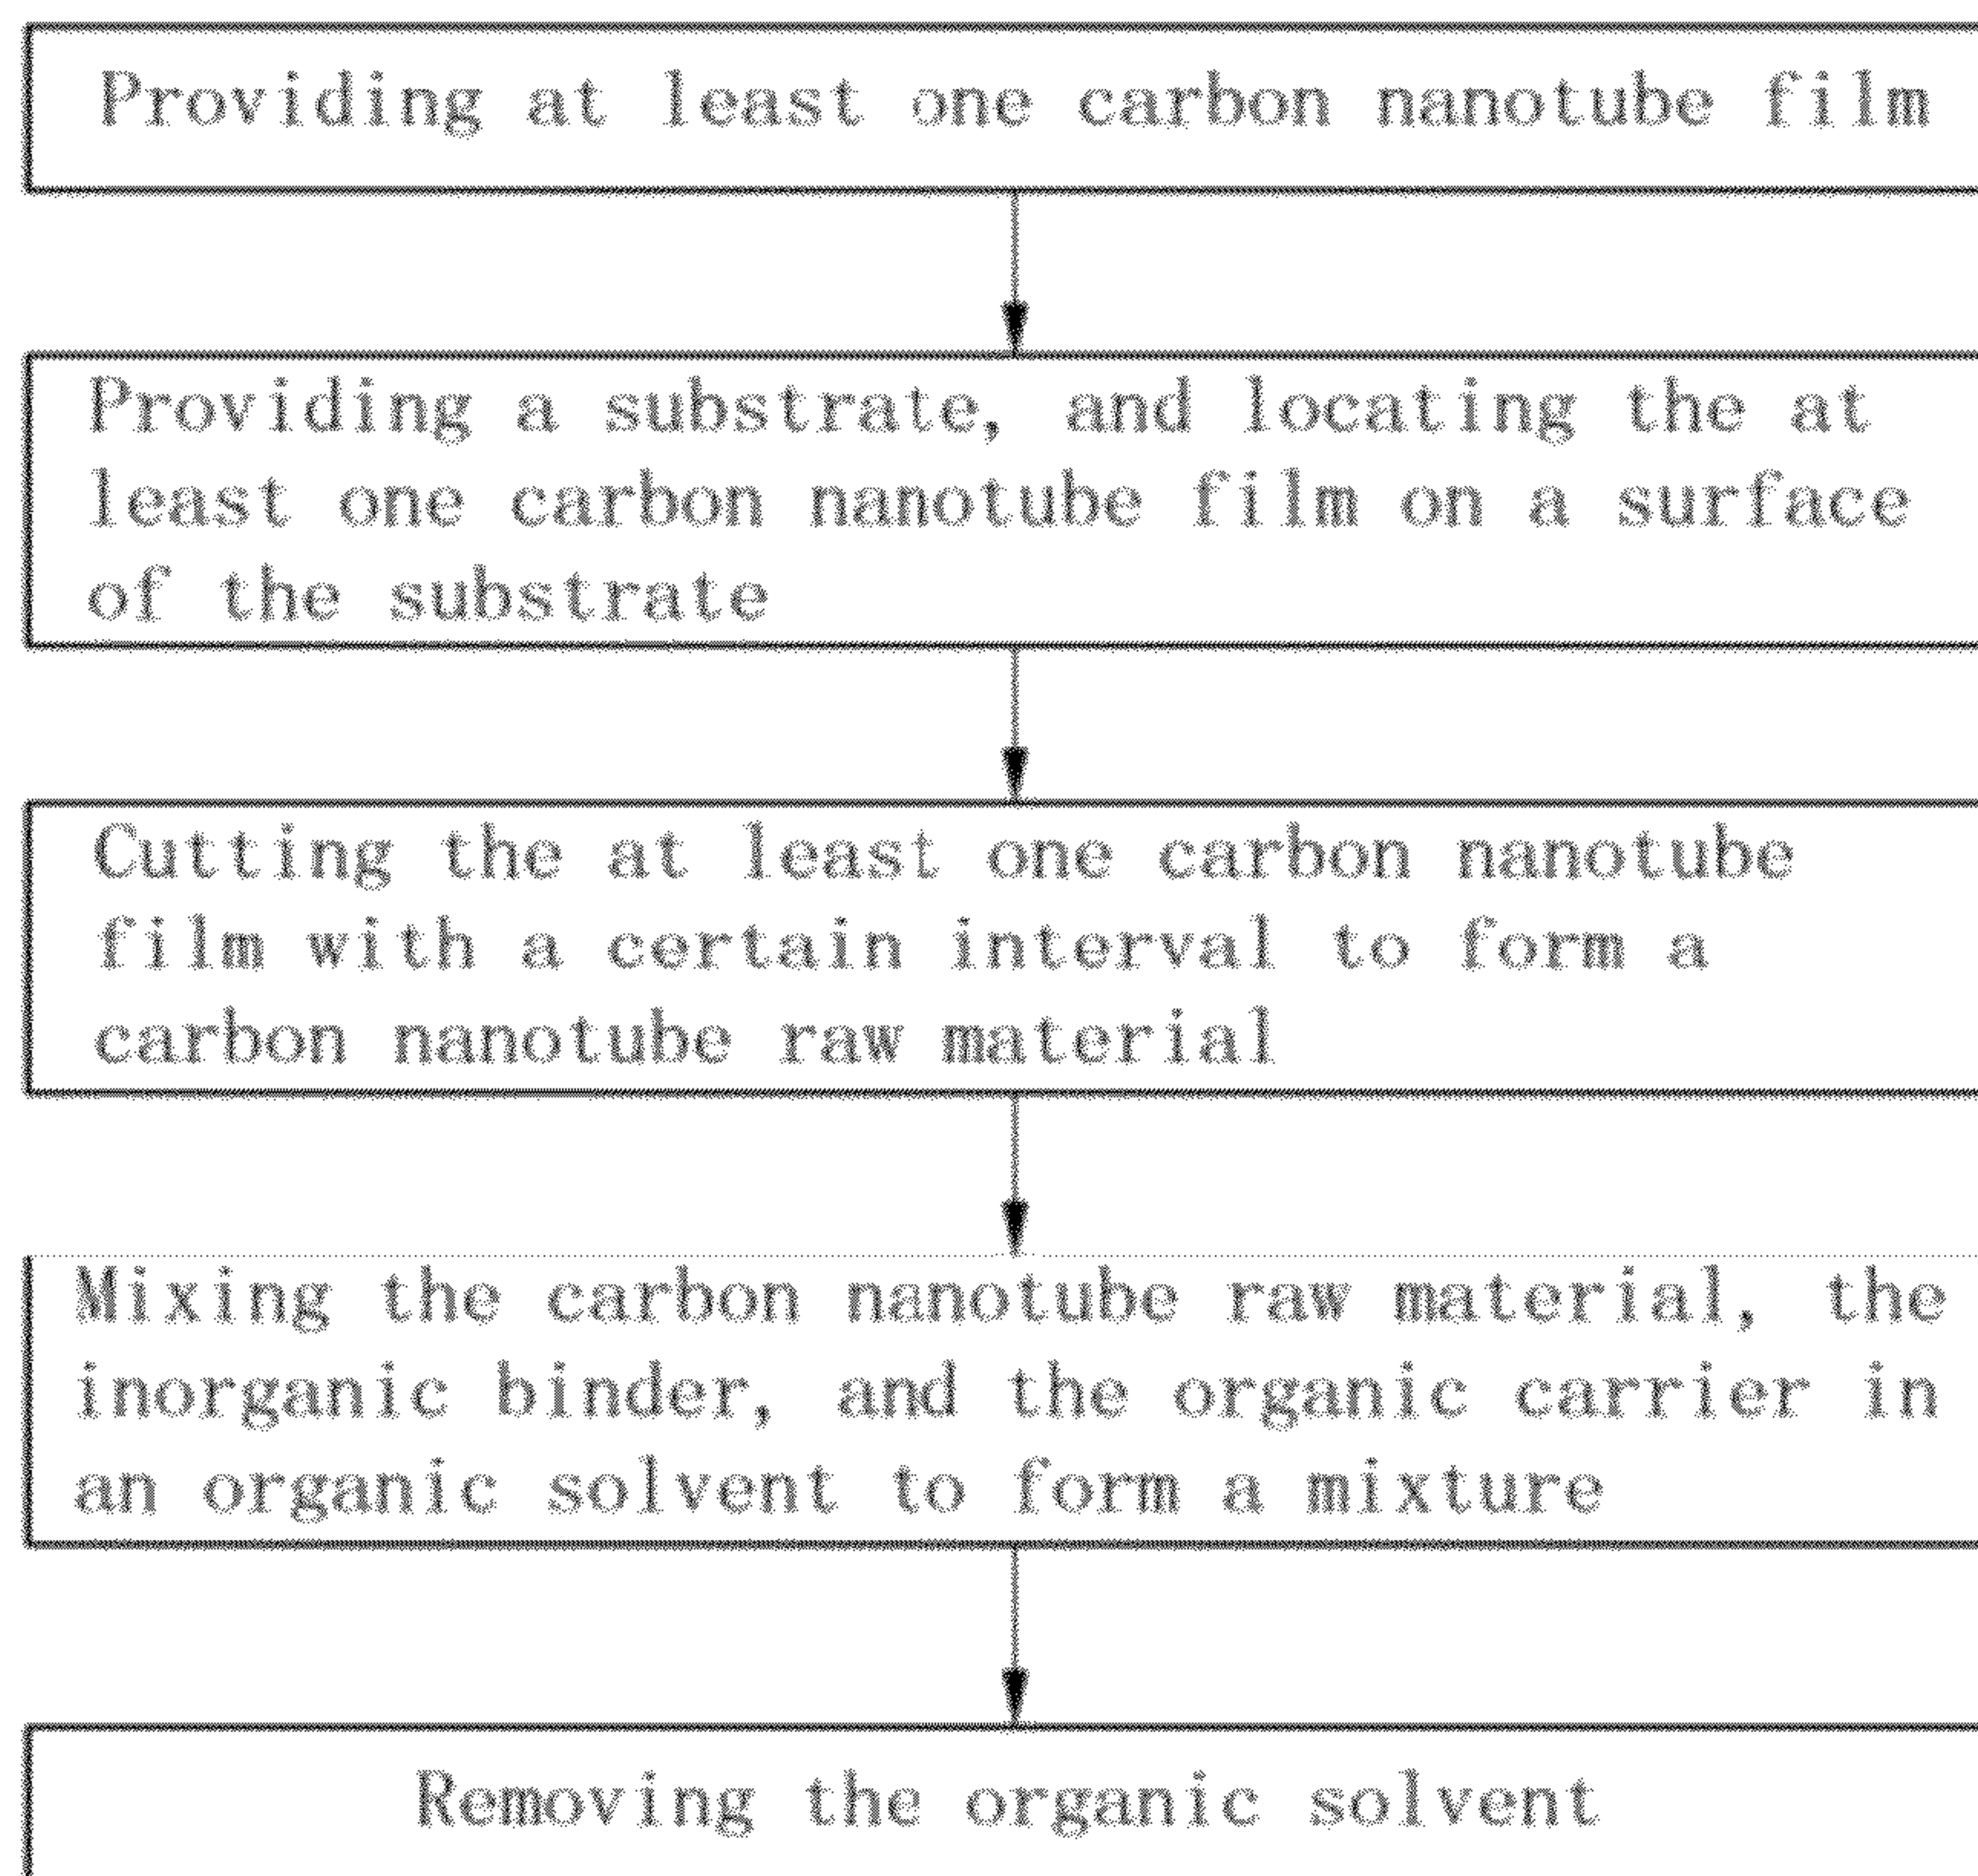 Providing at least one carbon nanotube film
Providing a substrate, and locating the at
least one carbon nanotube film on a surface
of the substrate
Cutting the at least one carbon nanotube
film with a certain interval to form a
carbon nanotube raw material
Mixing the carbon nanotube raw material, the
inorganic binder, and the organic carrier in
an organic solvent to form a mixture
Removing the organic solvent